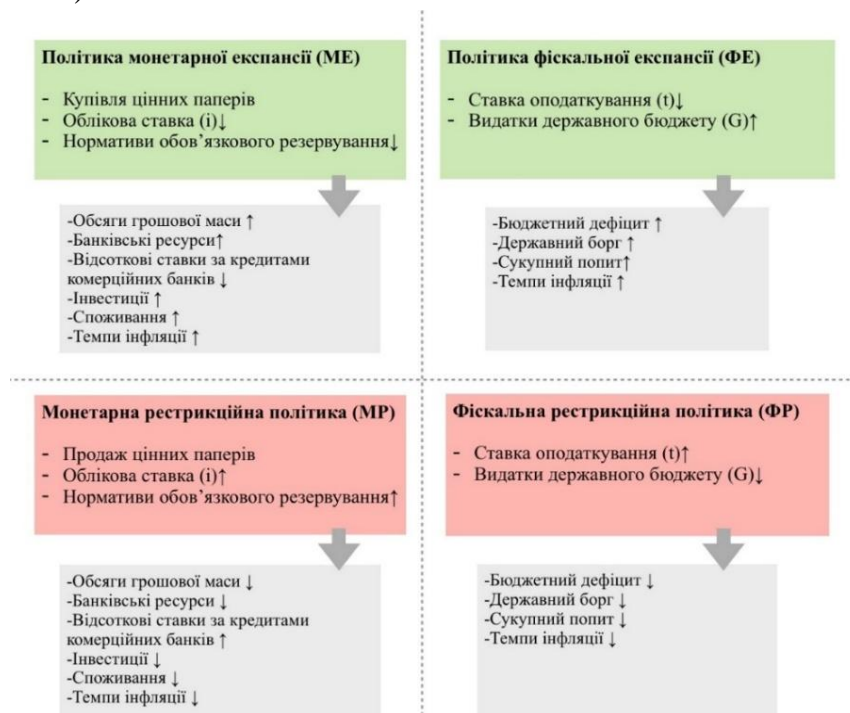 Політика монетарної експансії (МЕ)
- Купівля цінних паперів
- Облікова ставка (i)↓
- Нормативи обов’язкового резервування↓
-Обсяги грошової маси ↑
-Банківські ресурси↑
-Відсоткові ставки за кредитами
комерційних банків ↓
-Інвестиції ↑
-Споживання ↑
-Темпи інфляції ↑
Політика фіскальної експансії (ФЕ)
- Ставка оподаткування (t)↓
- Видатки державного бюджету (G)↑
-Бюджетний дефіцит ↑
-Державний борг ↑
-Сукупний попит↑
-Темпи інфляції ↑
Монетарна рестрикційна політика (МР)
- Продаж цінних паперів
- Облікова ставка (i)↑
- Нормативи обов’язкового резервування↑
-Обсяги грошової маси ↓
-Банківські ресурси ↓
-Відсоткові ставки за кредитами
комерційних банків ↑
-Інвестиції ↓
-Споживання ↓
-Темпи інфляції ↓
Фіскальна рестрикційна політика (ФР)
- Ставка оподаткування (t)↑
- Видатки державного бюджету (G)↓
-Бюджетний дефіцит ↓
-Державний борг ↓
-Сукупний попит ↓
-Темпи інфляції ↓